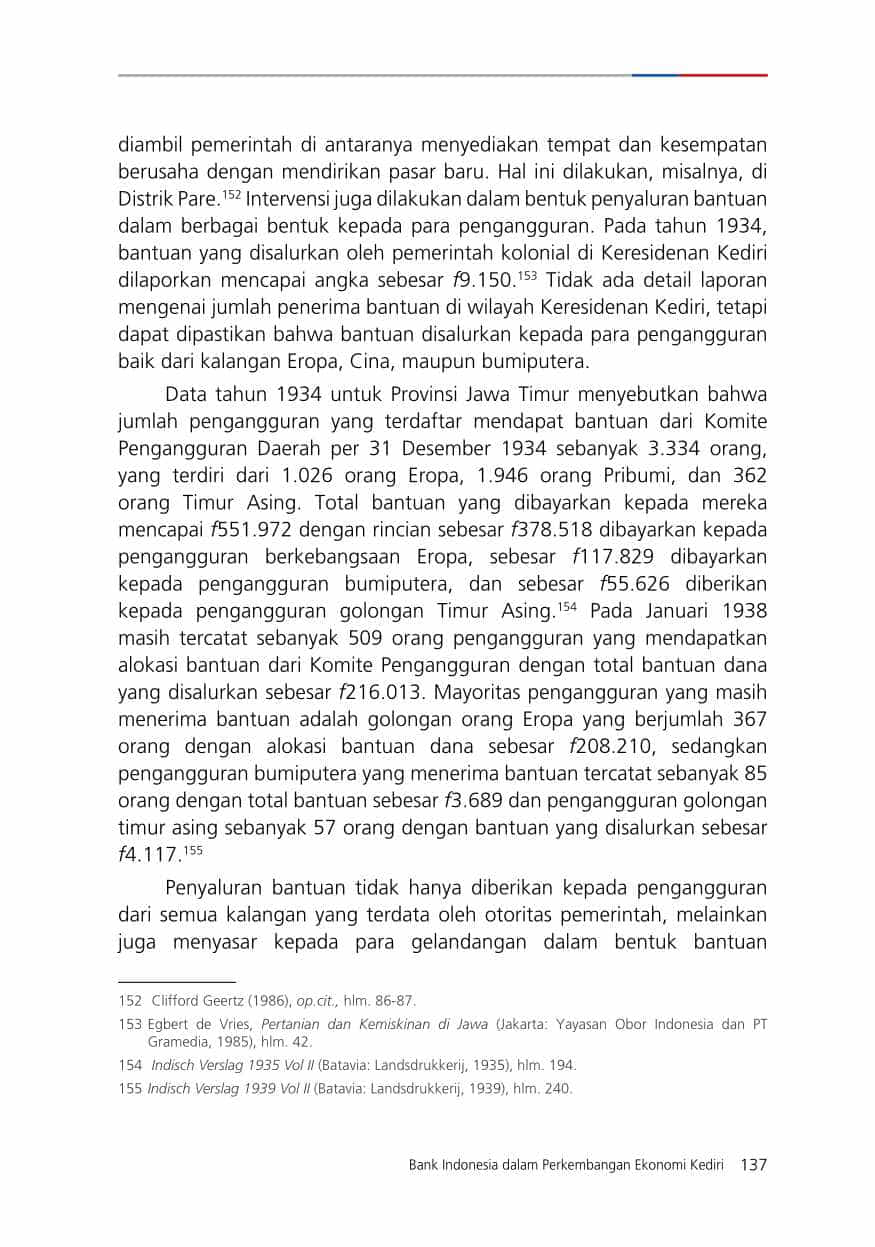 diambil pemerintah di antaranya menyediakan tempat dan kesempatan
berusaha dengan mendirikan pasar baru. Hal ini dilakukan, misalnya, di
Distrik Pare.152 Intervensi juga dilakukan dalam bentuk penyaluran bantuan
dalam berbagai bentuk kepada para pengangguran. Pada tahun 1934,
bantuan yang disalurkan oleh pemerintah kolonial di Keresidenan Kediri
dilaporkan mencapai angka sebesar f9.150.153 Tidak ada detail laporan
mengenai jumlah penerima bantuan di wilayah Keresidenan Kediri, tetapi
dapat dipastikan bahwa bantuan disalurkan kepada para pengangguran
baik dari kalangan Eropa, Cina, maupun bumiputera.
Data tahun 1934 untuk Provinsi Jawa Timur menyebutkan bahwa
jumlah pengangguran yang terdaftar mendapat bantuan dari Komite
Pengangguran Daerah per 31 Desember 1934 sebanyak 3.334 orang,
yang terdiri dari 1.026 orang Eropa, 1.946 orang Pribumi, dan 362
orang Timur Asing. Total bantuan yang dibayarkan kepada mereka
mencapai f551.972 dengan rincian sebesar f378.518 dibayarkan kepada
pengangguran berkebangsaan Eropa, sebesar f117.829 dibayarkan
kepada pengangguran bumiputera, dan sebesar f55.626 diberikan
kepada pengangguran golongan Timur Asing.154 Pada Januari 1938
masih tercatat sebanyak 509 orang pengangguran yang mendapatkan
alokasi bantuan dari Komite Pengangguran dengan total bantuan dana
yang disalurkan sebesar f216.013. Mayoritas pengangguran yang masih
menerima bantuan adalah golongan orang Eropa yang berjumlah 367
orang dengan alokasi bantuan dana sebesar f208.210, sedangkan
pengangguran bumiputera yang menerima bantuan tercatat sebanyak 85
orang dengan total bantuan sebesar f3.689 dan pengangguran golongan
timur asing sebanyak 57 orang dengan bantuan yang disalurkan sebesar
f4.117.155
Penyaluran bantuan tidak hanya diberikan kepada pengangguran
dari semua kalangan yang terdata oleh otoritas pemerintah, melainkan
juga menyasar kepada para gelandangan dalam bentuk bantuan
152 Clifford Geertz (1986), op.cit., hlm. 86-87.
153 Egbert de Vries, Pertanian dan Kemiskinan di Jawa (Jakarta: Yayasan Obor Indonesia dan PT
Gramedia, 1985), hlm. 42.
154 Indisch Verslag 1935 Vol II (Batavia: Landsdrukkerij, 1935), hlm. 194.
155 Indisch Verslag 1939 Vol II (Batavia: Landsdrukkerij, 1939), hlm. 240.
Bank Indonesia dalam Perkembangan Ekonomi Kediri 137